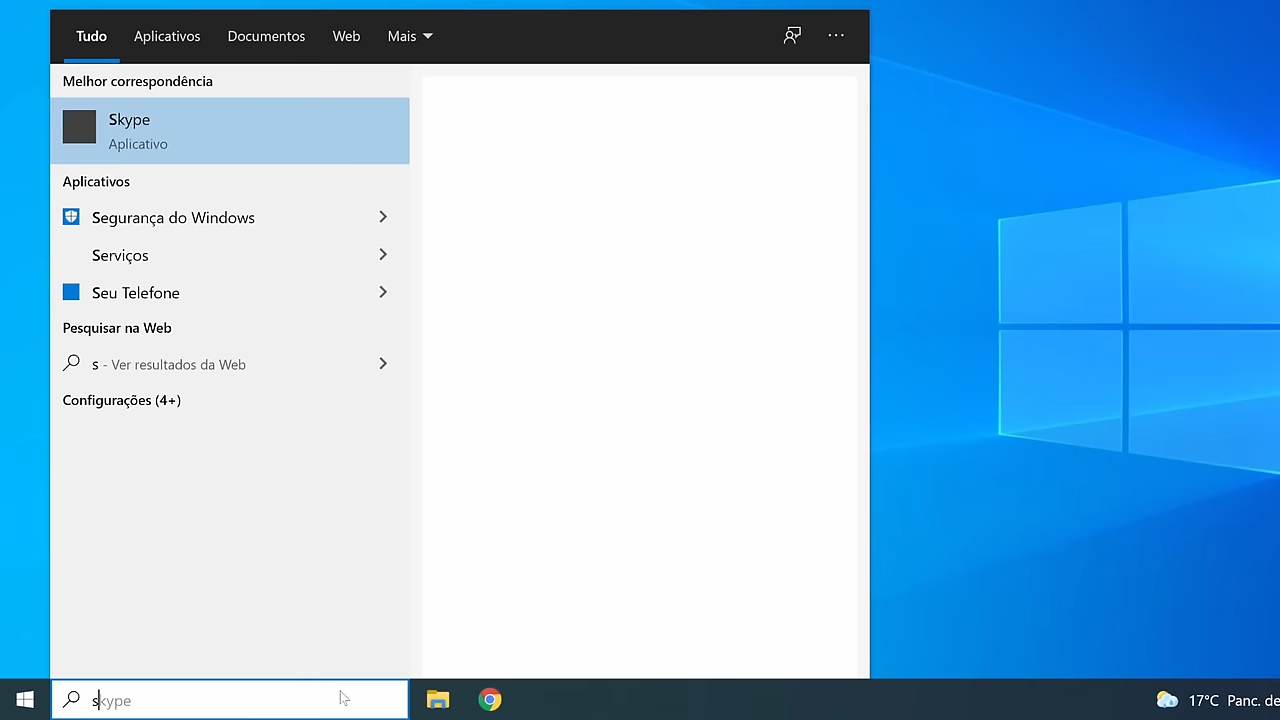 Tudo Aplicativos Documentos Web Mais
Melhor correspondência
Skype
Aplicativo
Aplicativos
Segurança do Windows
Serviços
Seu Telefone
Pesquisar na Web
s - Ver resultados da Web
Configurações (4+)
skype
17°C Panc. de